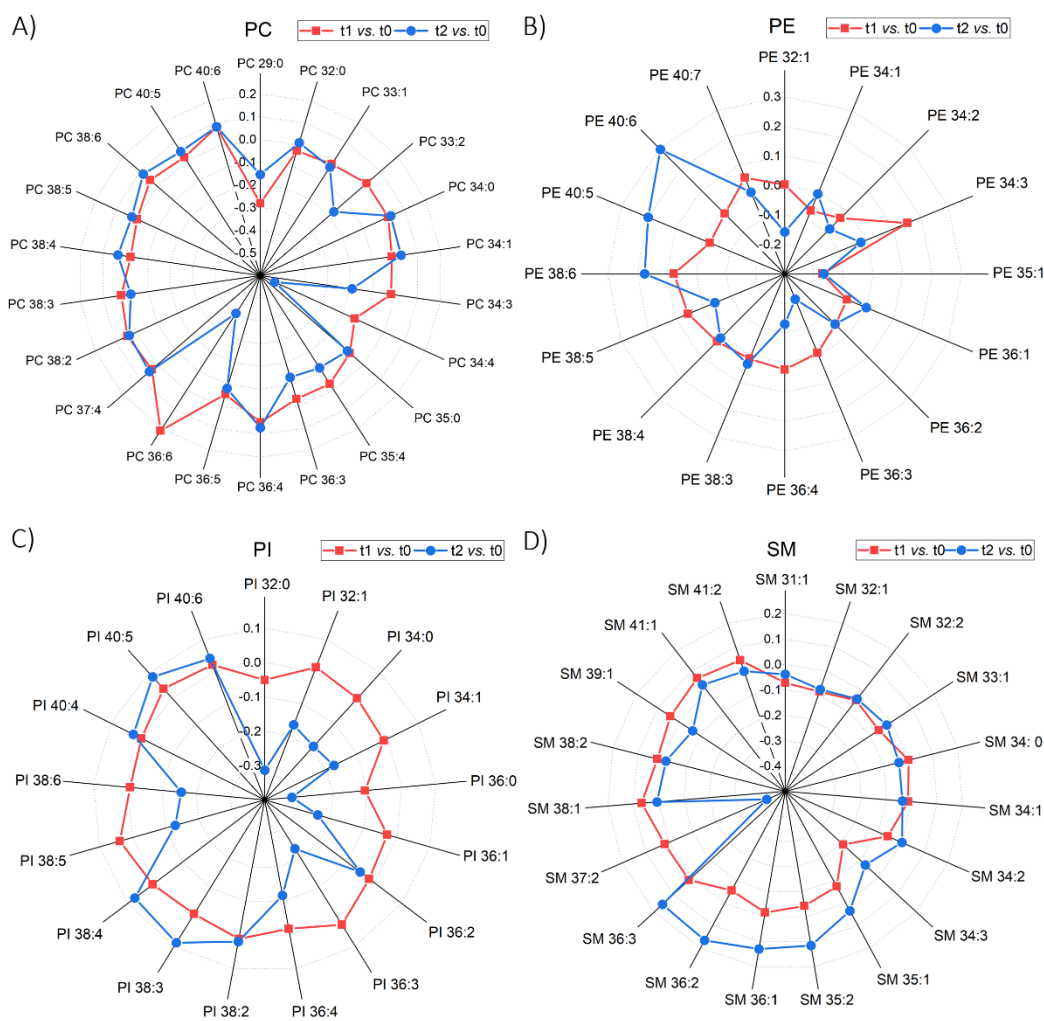 A)
PC
t1 vs. t0 t2 vs. t0
PC 29:0
PC 32:0
PC 33:1
PC 33:2
PC 34:0
PC 34:1
PC 34:3
PC 34:4
PC 35:0
PC 35:4
PC 36:3
PC 36:4
PC 36:5
PC 36:6
PC 37:4
PC 38:2
PC 38:3
PC 38:4
PC 38:5
PC 38:6
PC 40:5
PC 40:6
0.2
0.1
0.0
-0.1
-0.2
-0.3
-0.4
-0.5
B)
PE
t1 vs. t0 t2 vs. t0
PE 32:1
PE 34:1
PE 34:2
PE 34:3
PE 35:1
PE 36:1
PE 36:2
PE 36:3
PE 36:4
PE 38:3
PE 38:4
PE 38:5
PE 38:6
PE 40:5
PE 40:6
PE 40:7
0.3
0.2
0.1
0.0
-0.1
-0.2
C)
PI
t1 vs. t0 t2 vs. t0
PI 32:0
PI 32:1
PI 34:0
PI 34:1
PI 36:0
PI 36:1
PI 36:2
PI 36:3
PI 36:4
PI 38:2
PI 38:3
PI 38:4
PI 38:5
PI 38:6
PI 40:4
PI 40:5
PI 40:6
0.1
0.0
-0.1
-0.2
-0.3
D)
SM
t1 vs. t0 t2 vs. t0
SM 31:1
SM 32:1
SM 32:2
SM 33:1
SM 34: 0
SM 34:1
SM 34:2
SM 34:3
SM 35:1
SM 35:2
SM 36:1
SM 36:2
SM 36:3
SM 37:2
SM 38:1
SM 38:2
SM 39:1
SM 41:1
SM 41:2
0.2
0.1
0.0
-0.1
-0.2
-0.3
-0.4